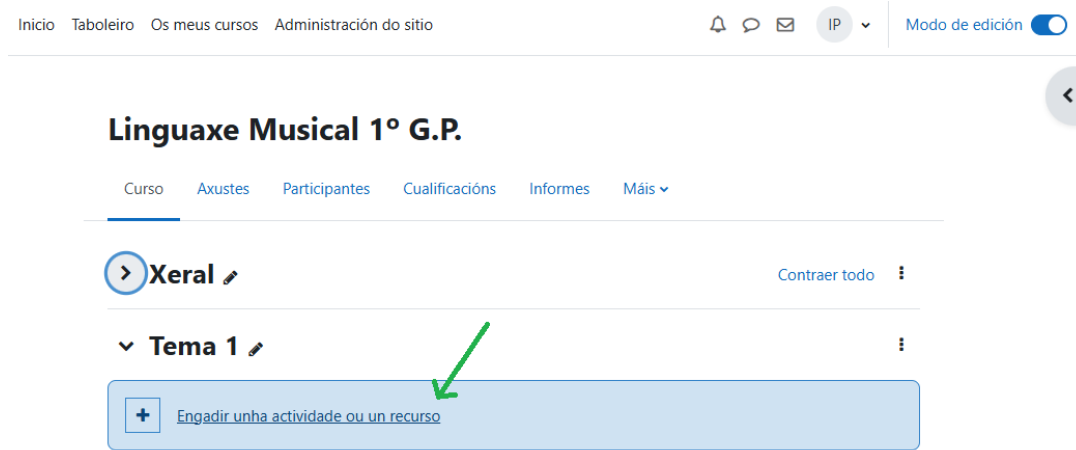 Inicio Taboleiro Os meus cursos Administración do sitio IP Modo de edición
Linguaxe Musical 1º G.P.
Curso Axustes Participantes Cualificacións Informes Máis
Xeral Contraer todo
Tema 1
+ Engadir unha actividade ou un recurso